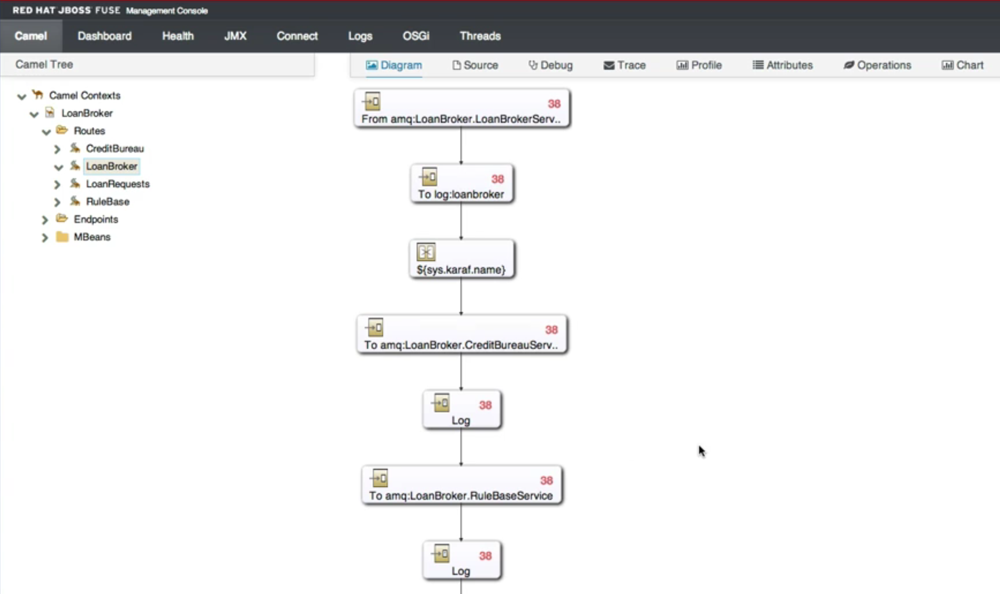 RED HAT JBOSS FUSE Management Console
Camel Dashboard Health JMX Connect Logs OSGi Threads
Camel Tree
Diagram Source Debug Trace Profile Attributes Operations Chart
Camel Contexts
LoanBroker
Routes
CreditBureau
LoanBroker
LoanRequests
RuleBase
Endpoints
MBeans
38
From amq:LoanBroker.LoanBrokerServ..
38
To log:loanbroker
${sys.karaf.name}
38
To amq:LoanBroker.CreditBureauServ..
38
Log
38
To amq:LoanBroker.RuleBaseService
38
Log